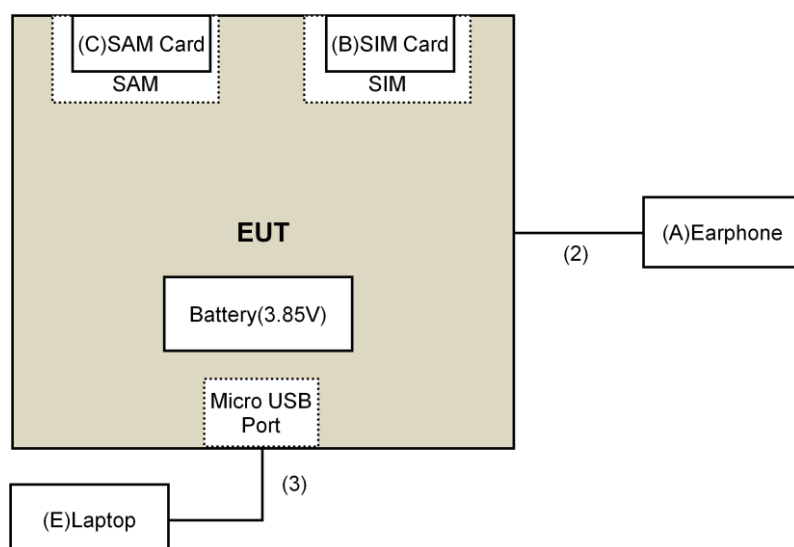 (C)SAM Card
(B)SIM Card
SAM
SIM
EUT
(A)Earphone
(2)
Battery(3.85V)
Micro USB
Port
(3)
(E)Laptop